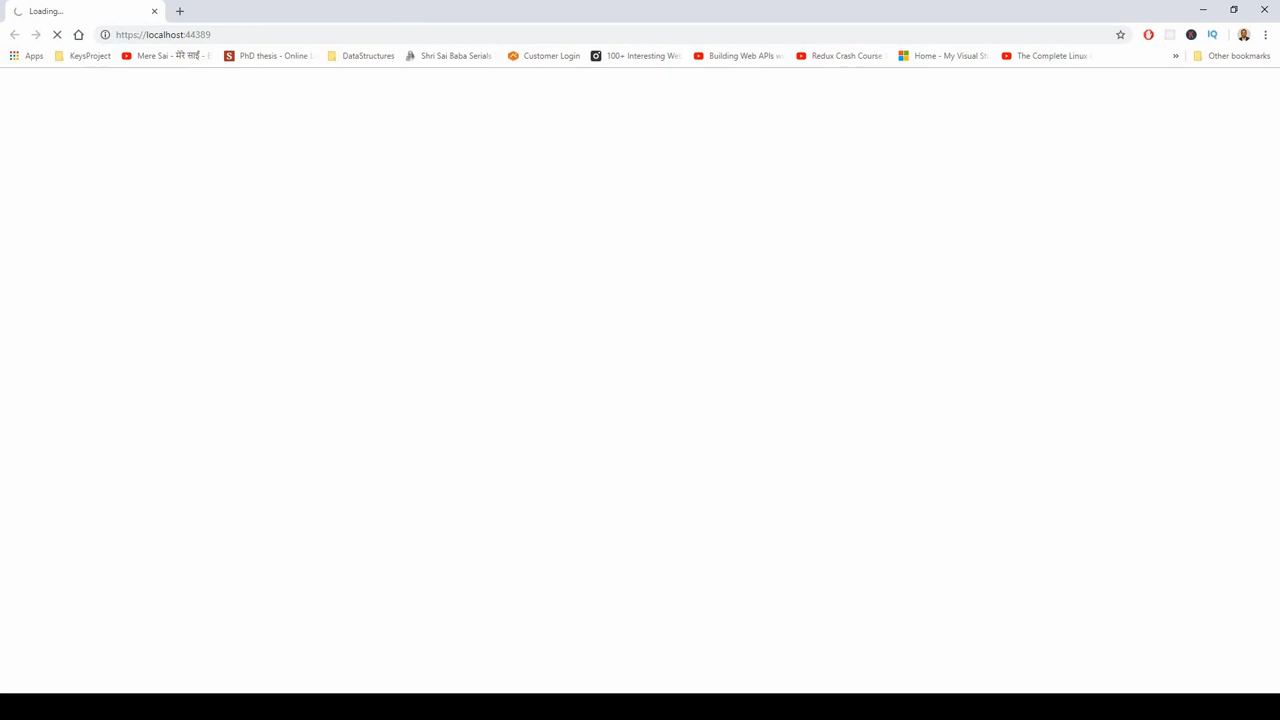 Loading...
https://localhost:44389
Apps KeysProject Mere Sai - मेरे साईं - E PhD thesis - Online L DataStructures Shri Sai Baba Serials Customer Login 100+ Interesting We Building Web APIs w Redux Crash Course Home - My Visual St The Complete Linux » Other bookmarks